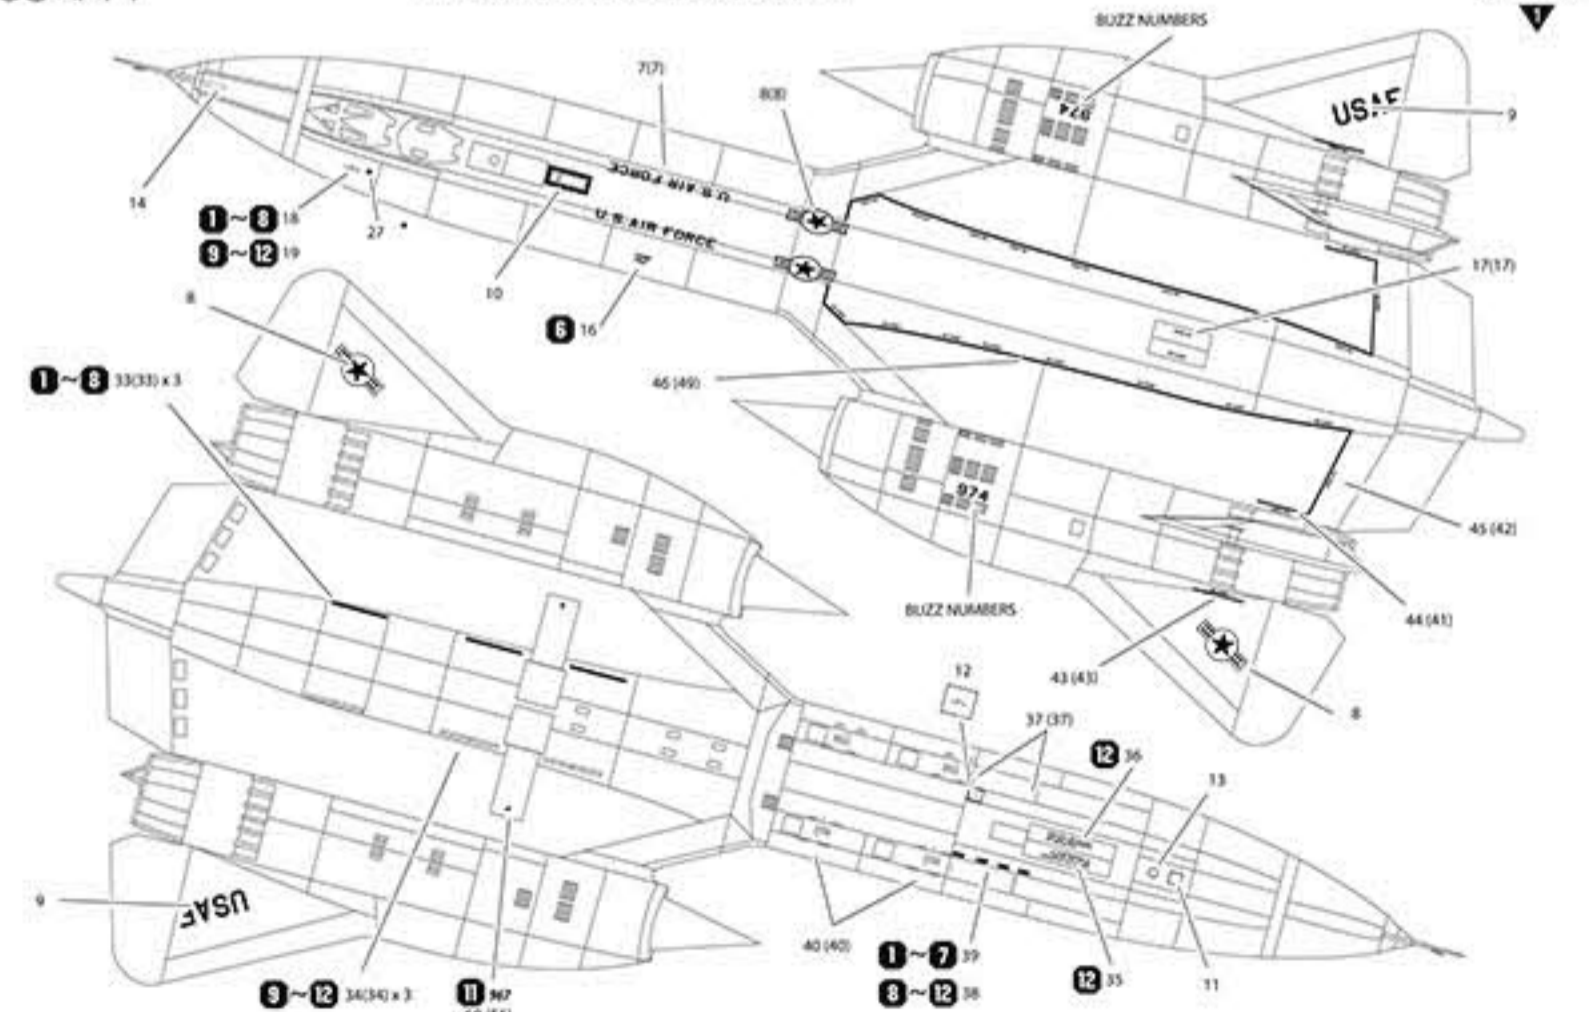 BUZZ NUMBERS
1
7(7)
8(8)
974
USAF
9
14
U.S AIR FORCE
1 ~ 8 18
9 ~ 12 19
27
U.S AIR FORCE
17(17)
10
6 16
8
1 ~ 8 33(33) x 3
46 (49)
974
45 (42)
BUZZ NUMBERS
44 (41)
43 (43)
12
8
37 (37)
12 36
13
9
USAF
40 (40)
1 ~ 7 39
8 ~ 12 38
12 35
11
9 ~ 12 34(34) x 3
11 967